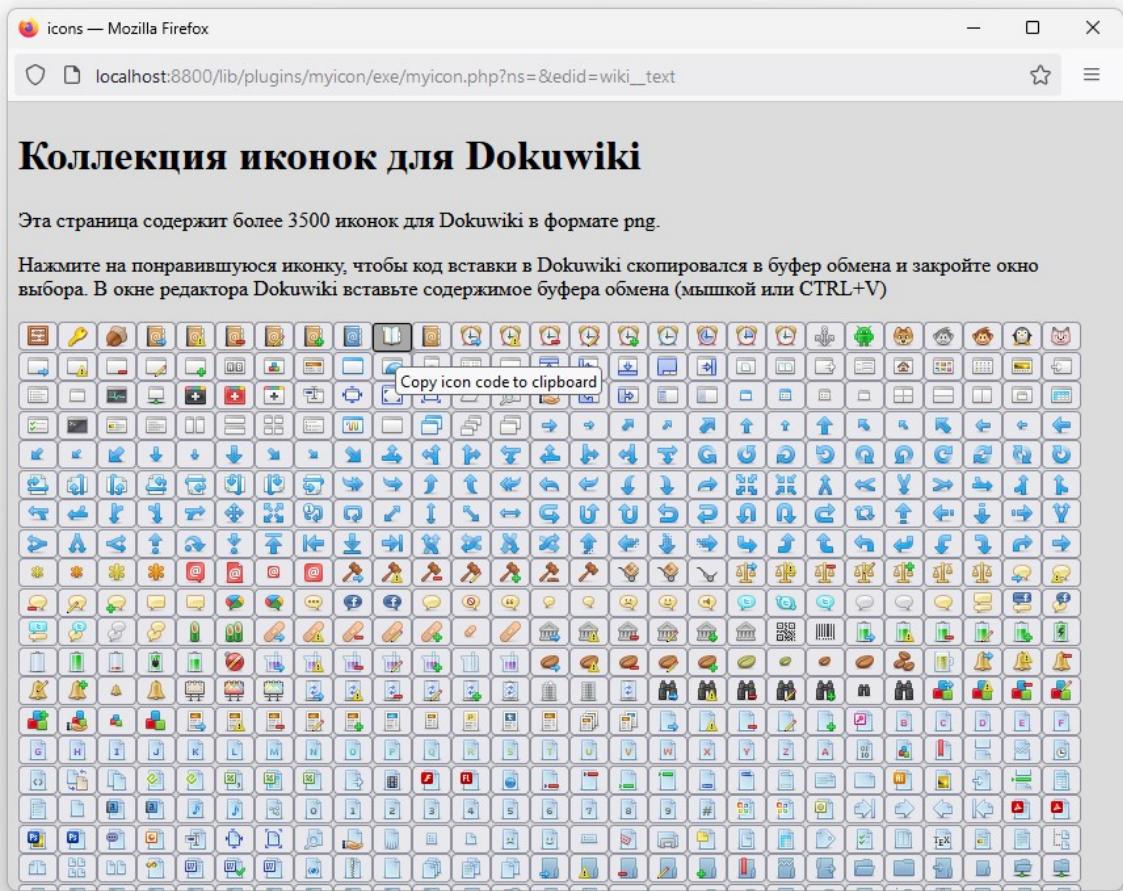 icons — Mozilla Firefox
localhost:8800/lib/plugins/myicon/exe/myicon.php?ns=&edid=wiki__text
Коллекция иконок для Dokuwiki
Эта страница содержит более 3500 иконок для Dokuwiki в формате png.
Нажмите на понравившуюся иконку, чтобы код вставки в Dokuwiki скопировался в буфер обмена и закройте окно
выбора. В окне редактора Dokuwiki вставьте содержимое буфера обмена (мышкой или CTRL+V)
Copy icon code to clipboard